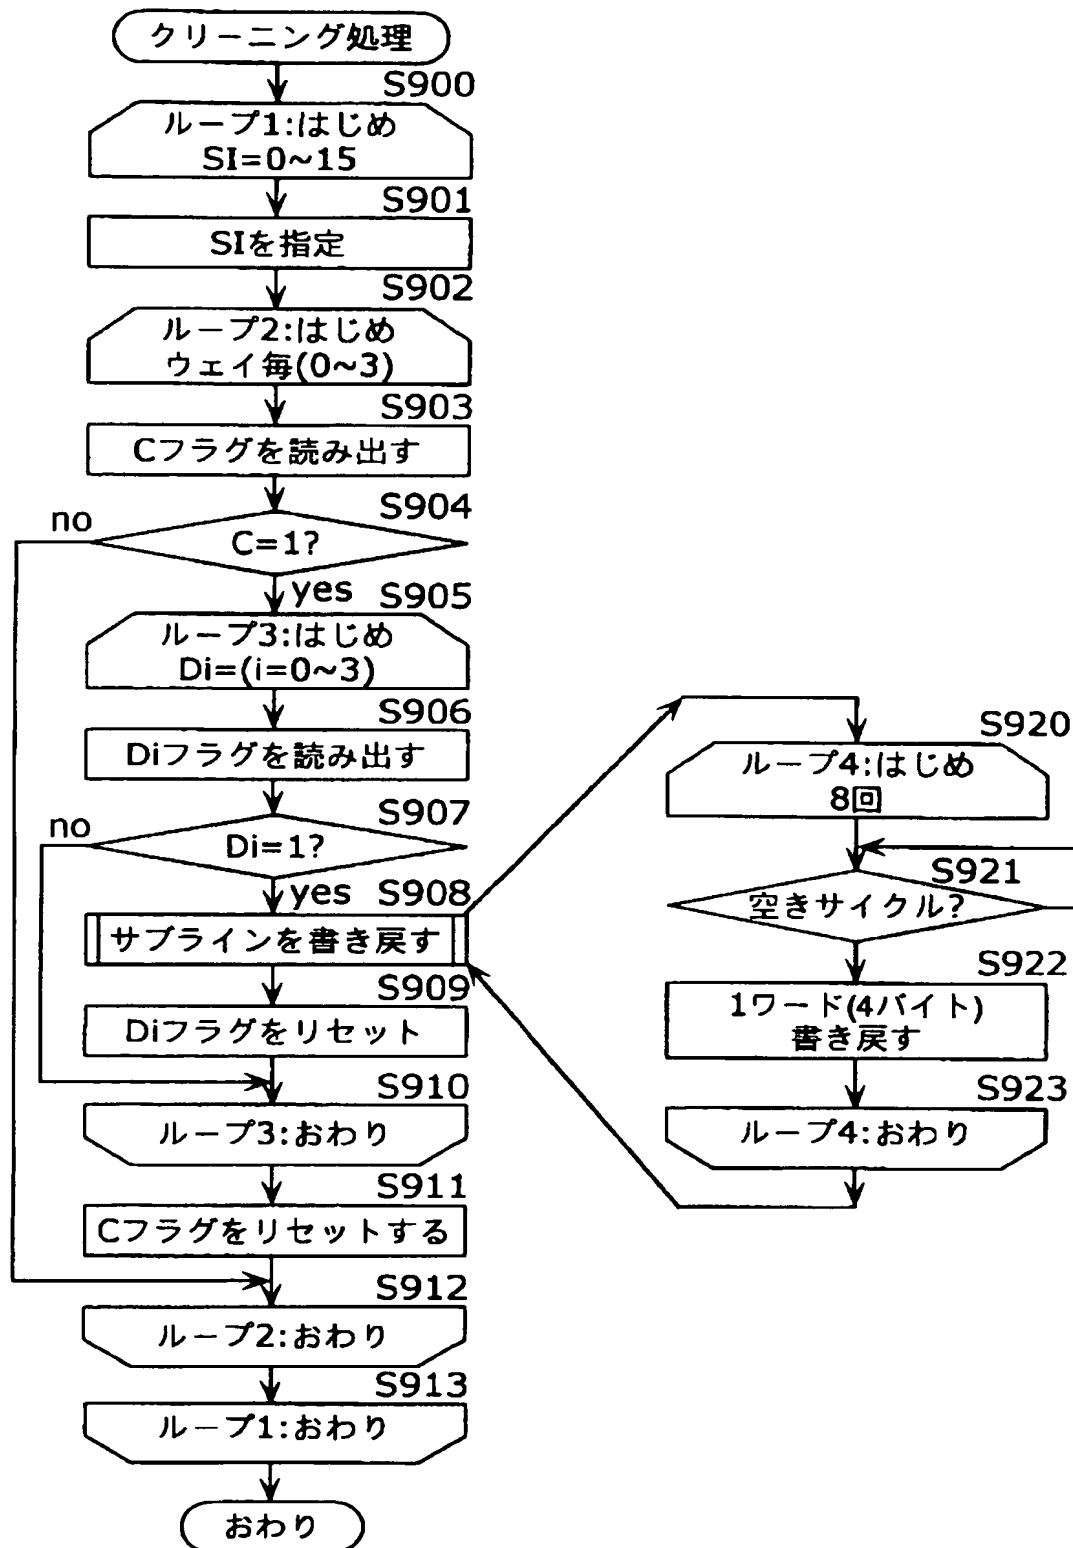 クリーニング処理
S900
ループ1:はじめ
SI=0~15
S901
SIを指定
S902
ループ2:はじめ
ウェイ毎(0~3)
S903
Cフラグを読み出す
S904
no
C=1?
yes
S905
ループ3:はじめ
Di=(i=0~3)
S906
Diフラグを読み出す
S907
no
Di=1?
yes
S908
サブラインを書き戻す
S909
Diフラグをリセット
S910
ループ3:おわり
S911
Cフラグをリセットする
S912
ループ2:おわり
S913
ループ1:おわり
おわり
S920
ループ4:はじめ
8回
S921
空きサイクル?
S922
1ワード(4バイト)
書き戻す
S923
ループ4:おわり